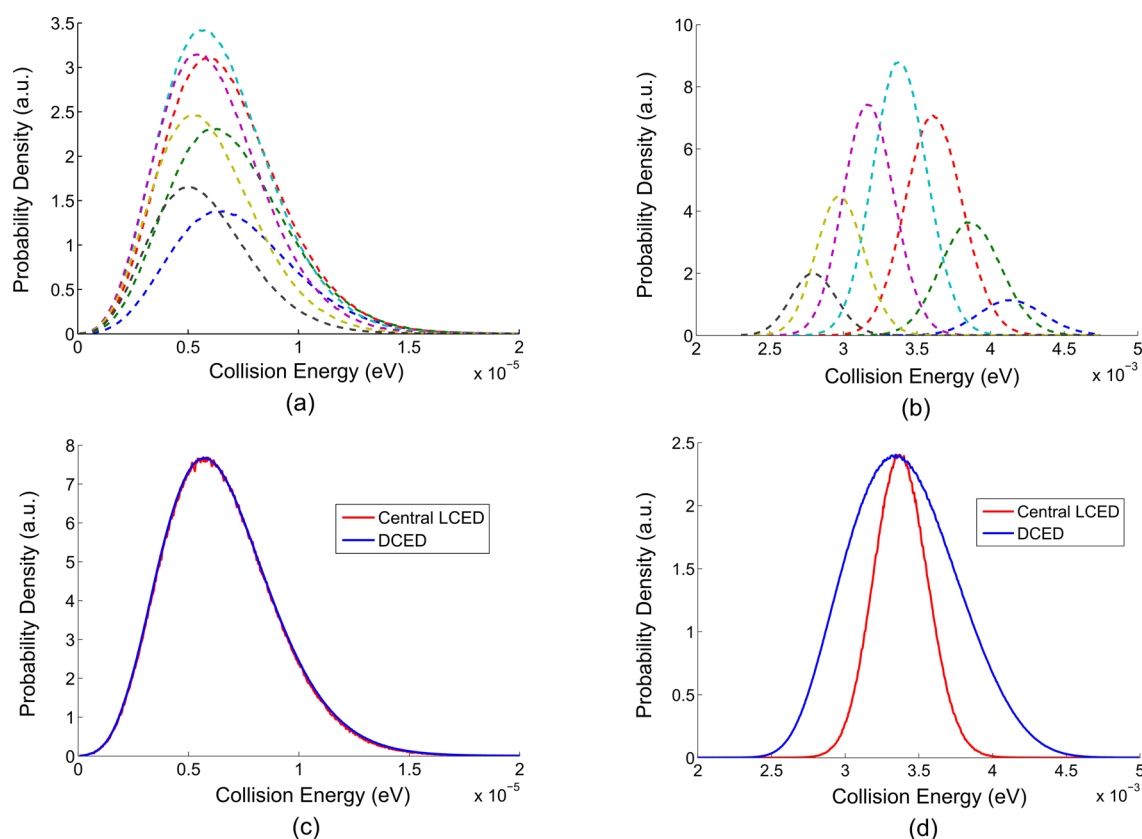 3.5
3
2.5
2
1.5
1
0.5
0
Probability Density (a.u.)
0 0.5 1 1.5 2
Collision Energy (eV)
x 10-5
(a)
10
8
6
4
2
0
Probability Density (a.u.)
2 2.5 3 3.5 4 4.5 5
Collision Energy (eV)
x 10-3
(b)
8
7
6
5
4
3
2
1
0
Probability Density (a.u.)
Central LCED
DCED
0 0.5 1 1.5 2
Collision Energy (eV)
x 10-5
(c)
2.5
2
1.5
1
0.5
0
Probability Density (a.u.)
Central LCED
DCED
2 2.5 3 3.5 4 4.5 5
Collision Energy (eV)
x 10-3
(d)